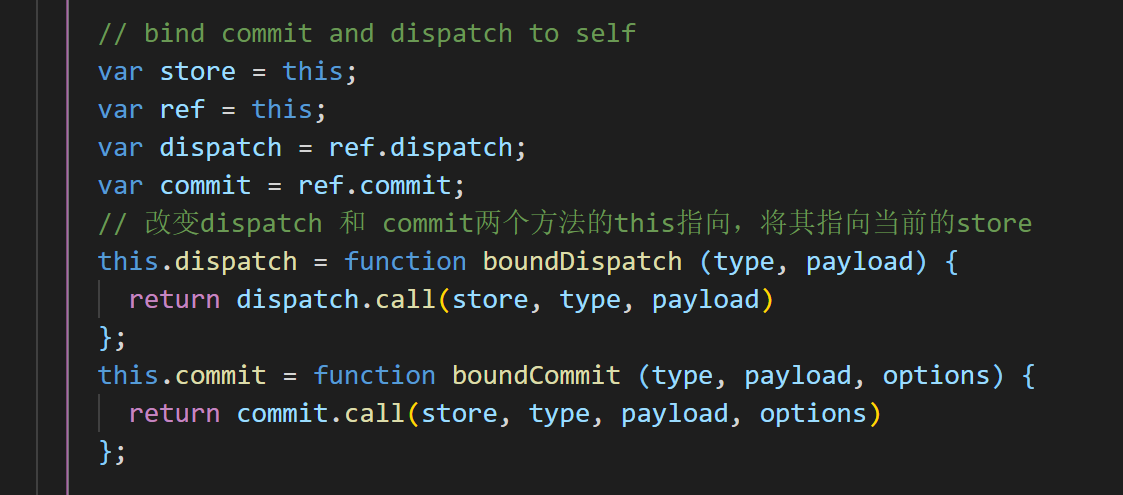 // bind commit and dispatch to self
var store = this;
var ref = this;
var dispatch = ref.dispatch;
var commit = ref.commit;
// 改变dispatch 和 commit两个方法的this指向，将其指向当前的store
this.dispatch = function boundDispatch (type, payload) {
  return dispatch.call(store, type, payload)
};
this.commit = function boundCommit (type, payload, options) {
  return commit.call(store, type, payload, options)
};